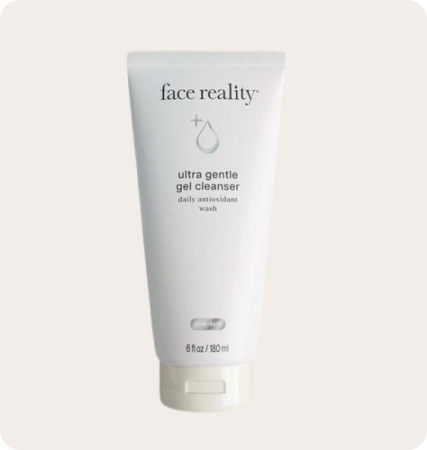 face reality
ultra gentle
gel cleanser
daily antioxidant
wash
6 fl oz / 180 ml